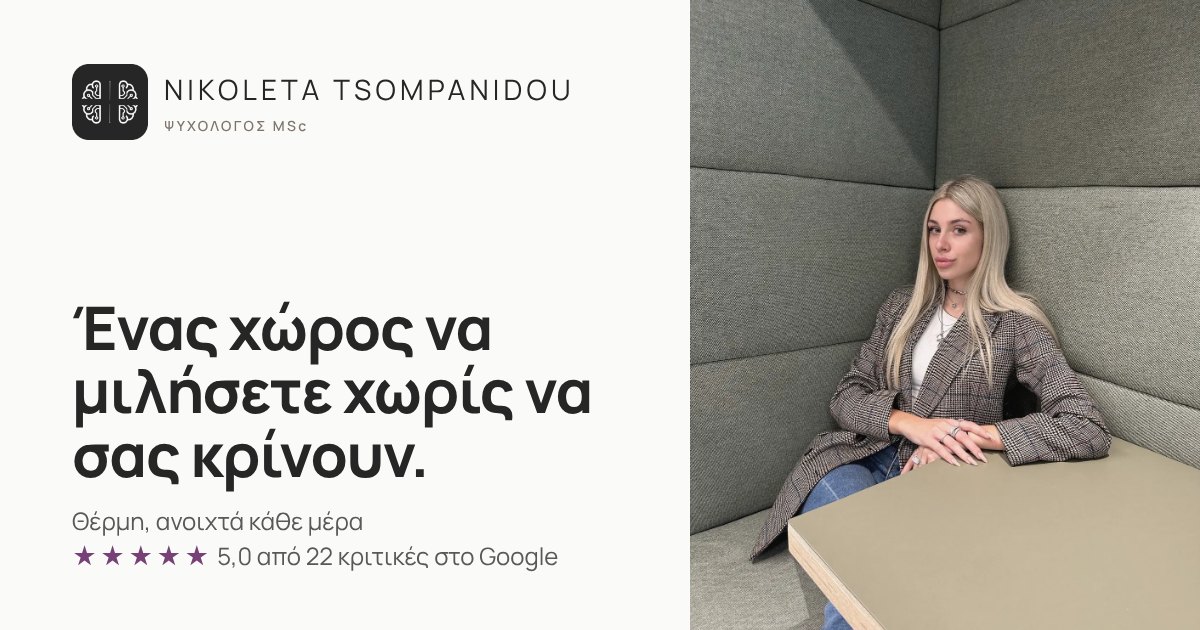 NIKOLETA TSOMPANIDOU
ΨΥΧΟΛΟΓΟΣ MSc
Ένας χώρος να
μιλήσετε χωρίς να
σας κρίνουν.
Θέρμη, ανοιχτά κάθε μέρα
★★★★★ 5,0 από 22 κριτικές στο Google